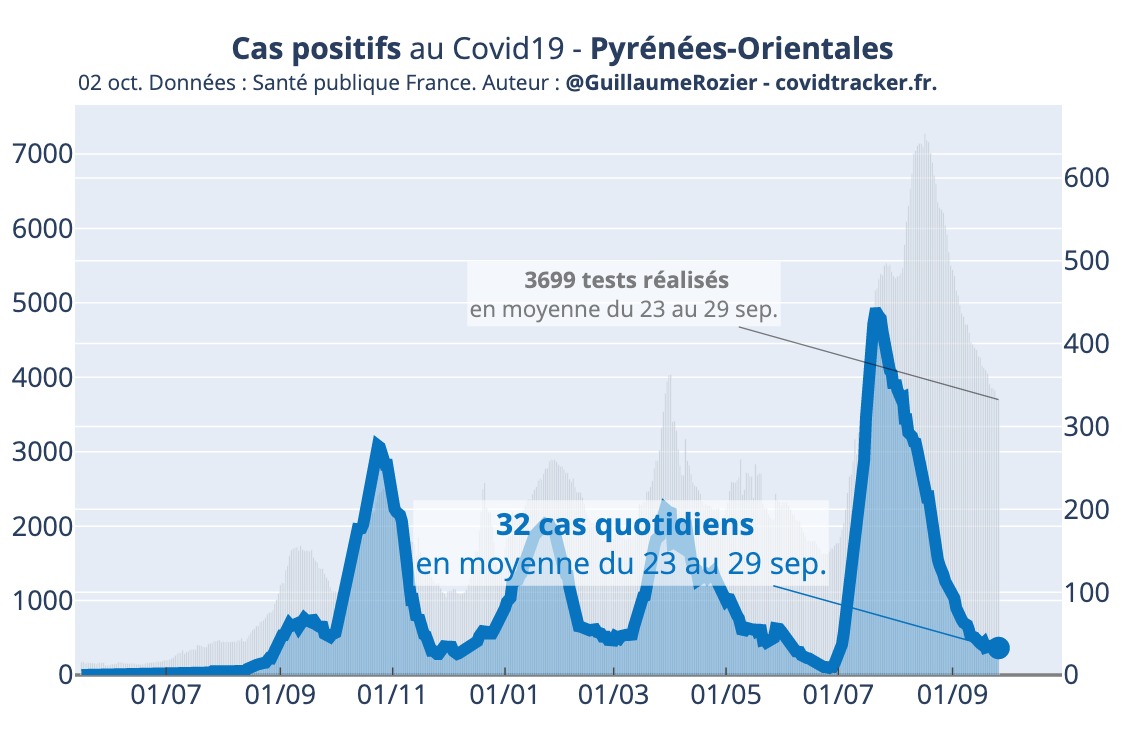 Cas positifs au Covid19 - Pyrénées-Orientales
02 oct. Données : Santé publique France. Auteur : @GuillaumeRozier - covidtracker.fr.
7000
6000
5000
4000
3000
2000
1000
0
600
500
400
300
200
100
0
3699 tests réalisés
en moyenne du 23 au 29 sep.
32 cas quotidiens
en moyenne du 23 au 29 sep.
01/07 01/09 01/11 01/01 01/03 01/05 01/07 01/09